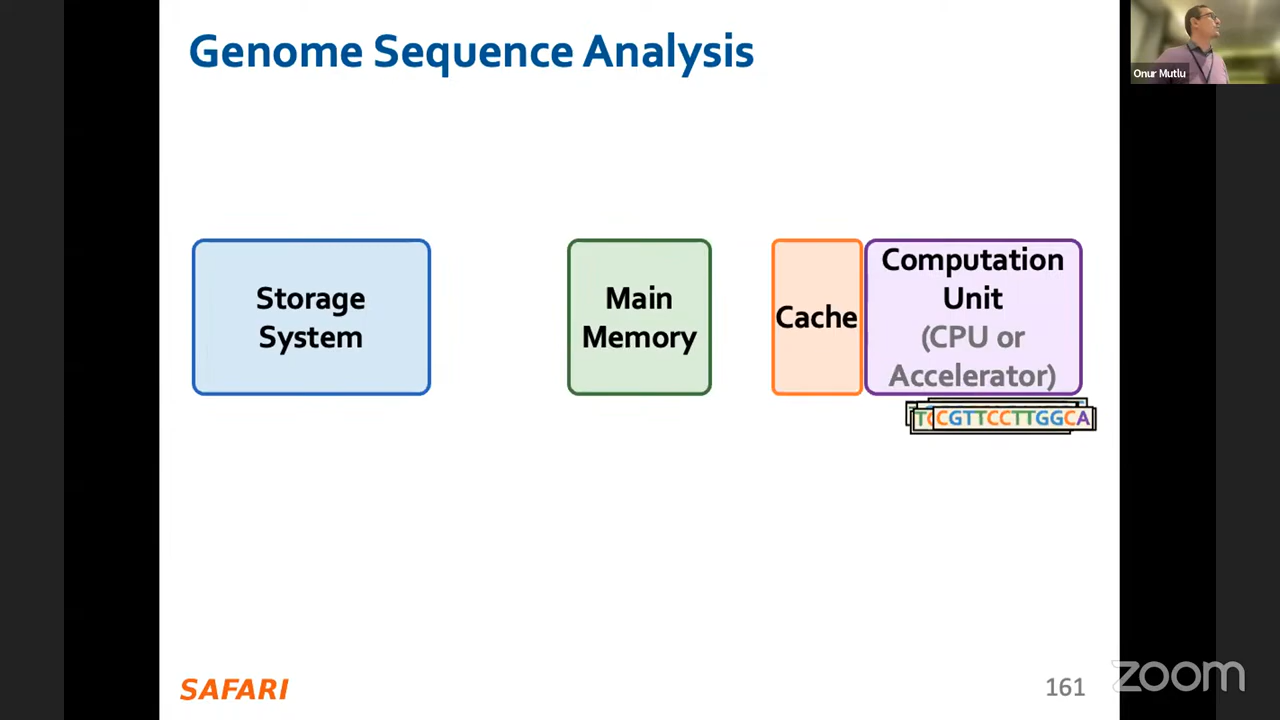 Genome Sequence Analysis
Onur Mutlu
Storage
System
Main
Memory
Cache
Computation
Unit
(CPU or
Accelerator)
CGTTCCTTGGCA
SAFARI
161
zoom